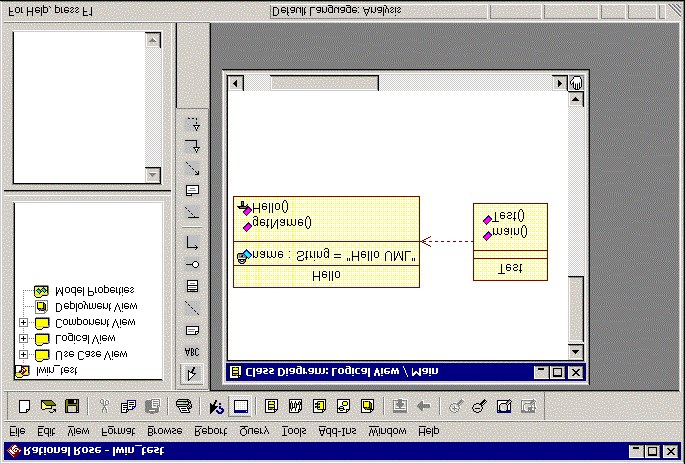 Rational Rose - lwin_test
File Edit View Format Browse Report Query Tools Add-Ins Window Help
lwin_test
Use Case View
Logical View
Component View
Deployment View
Model Properties
ABC
Class Diagram: Logical View / Main
Hello
name : String = "Hello UML"
getName()
Hello()
Test
main()
Test()
For Help, press F1
Default Language: Analysis